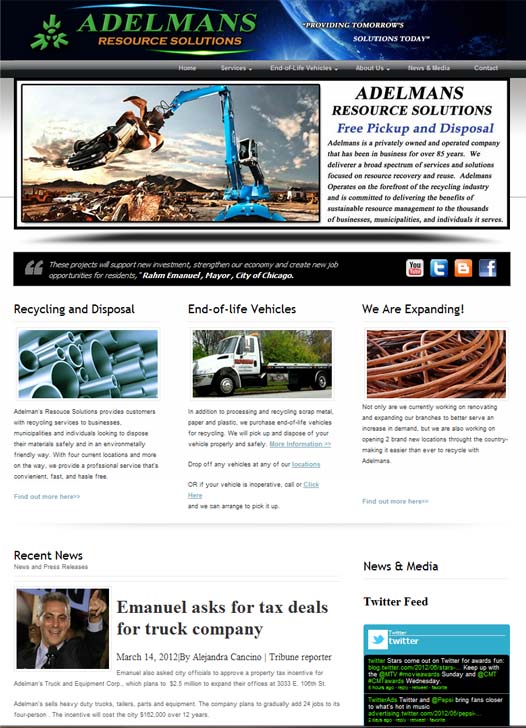 ADELMANS
RESOURCE SOLUTIONS
"PROVIDING TOMORROW'S
SOLUTIONS TODAY"
Home Services End-of-Life Vehicles About Us News & Media Contact
ADELMANS
RESOURCE SOLUTIONS
Free Pickup and Disposal
Adelmans is a privately owned and operated company
that has been in business for over 85 years. We
deliverer a broad spectrum of services and solutions
focused on resource recovery and reuse. Adelmans
Operates on the forefront of the recycling industry
and is committed to delivering the benefits of
sustainable resource management to the thousands
of businesses, municipalities, and individuals it serves.
These projects will support new investment, strengthen our economy and create new job
opportunities for residents," Rahm Emanuel, Mayor, City of Chicago.
You Tube
Recycling and Disposal
Adelman's Resouce Solutions provides customers
with recycling services to businesses,
municipalities and individuals looking to dispose
their materials safely and in an environmetally
friendly way. With four current locations and more
on the way, we provide a proffssional service that's
convienient, fast, and hasle free.
Find out more here>>
End-of-life Vehicles
In addition to processing and recycling scrap metal,
paper and plastic, we purchase end-of-life vehicles
for recycling. We will pick up and dispose of your
vehicle properly and safely. More Information >>
Drop off any vehicles at any of our locations
OR if your vehicle is inoperative, call or Click
Here
and we can arrange to pick it up.
We Are Expanding!
Not only are we currently working on renovating
and expanding our branches to better serve an
increase in demand, but we are also working on
opening 2 brand new locations throught the country-
making it easier than ever to recycle with
Adelmans.
Find out more here>>
Recent News
News and Press Releases
Emanuel asks for tax deals
for truck company
March 14, 2012|By Alejandra Cancino | Tribune reporter
Emanuel also asked city officials to approve a property tax incentive for
Adelman's Truck and Equipment Corp., which plans to $2.5 million to expand their offices at 3033 E. 106th St.
Adelman's sells heavy duty trucks, tailers, parts and equipment. The company plans to gradually add 24 jobs to its
four-person . The incentive will cost the city $162,000 over 12 years.
News & Media
Twitter Feed
Twitter
twitter
twitter Stars come out on Twitter for awards fun:
blog.twitter.com/2012/06/stars-... Keep up with
the @MTV #movieawards Sunday and @CMT
#CMTawards Wednesday.
6 hours ago · reply · retweet · favorite
TwitterAds Twitter and @Pepsi bring fans closer
to what's hot in music
advertising.twitter.com/2012/05/pepsi-...